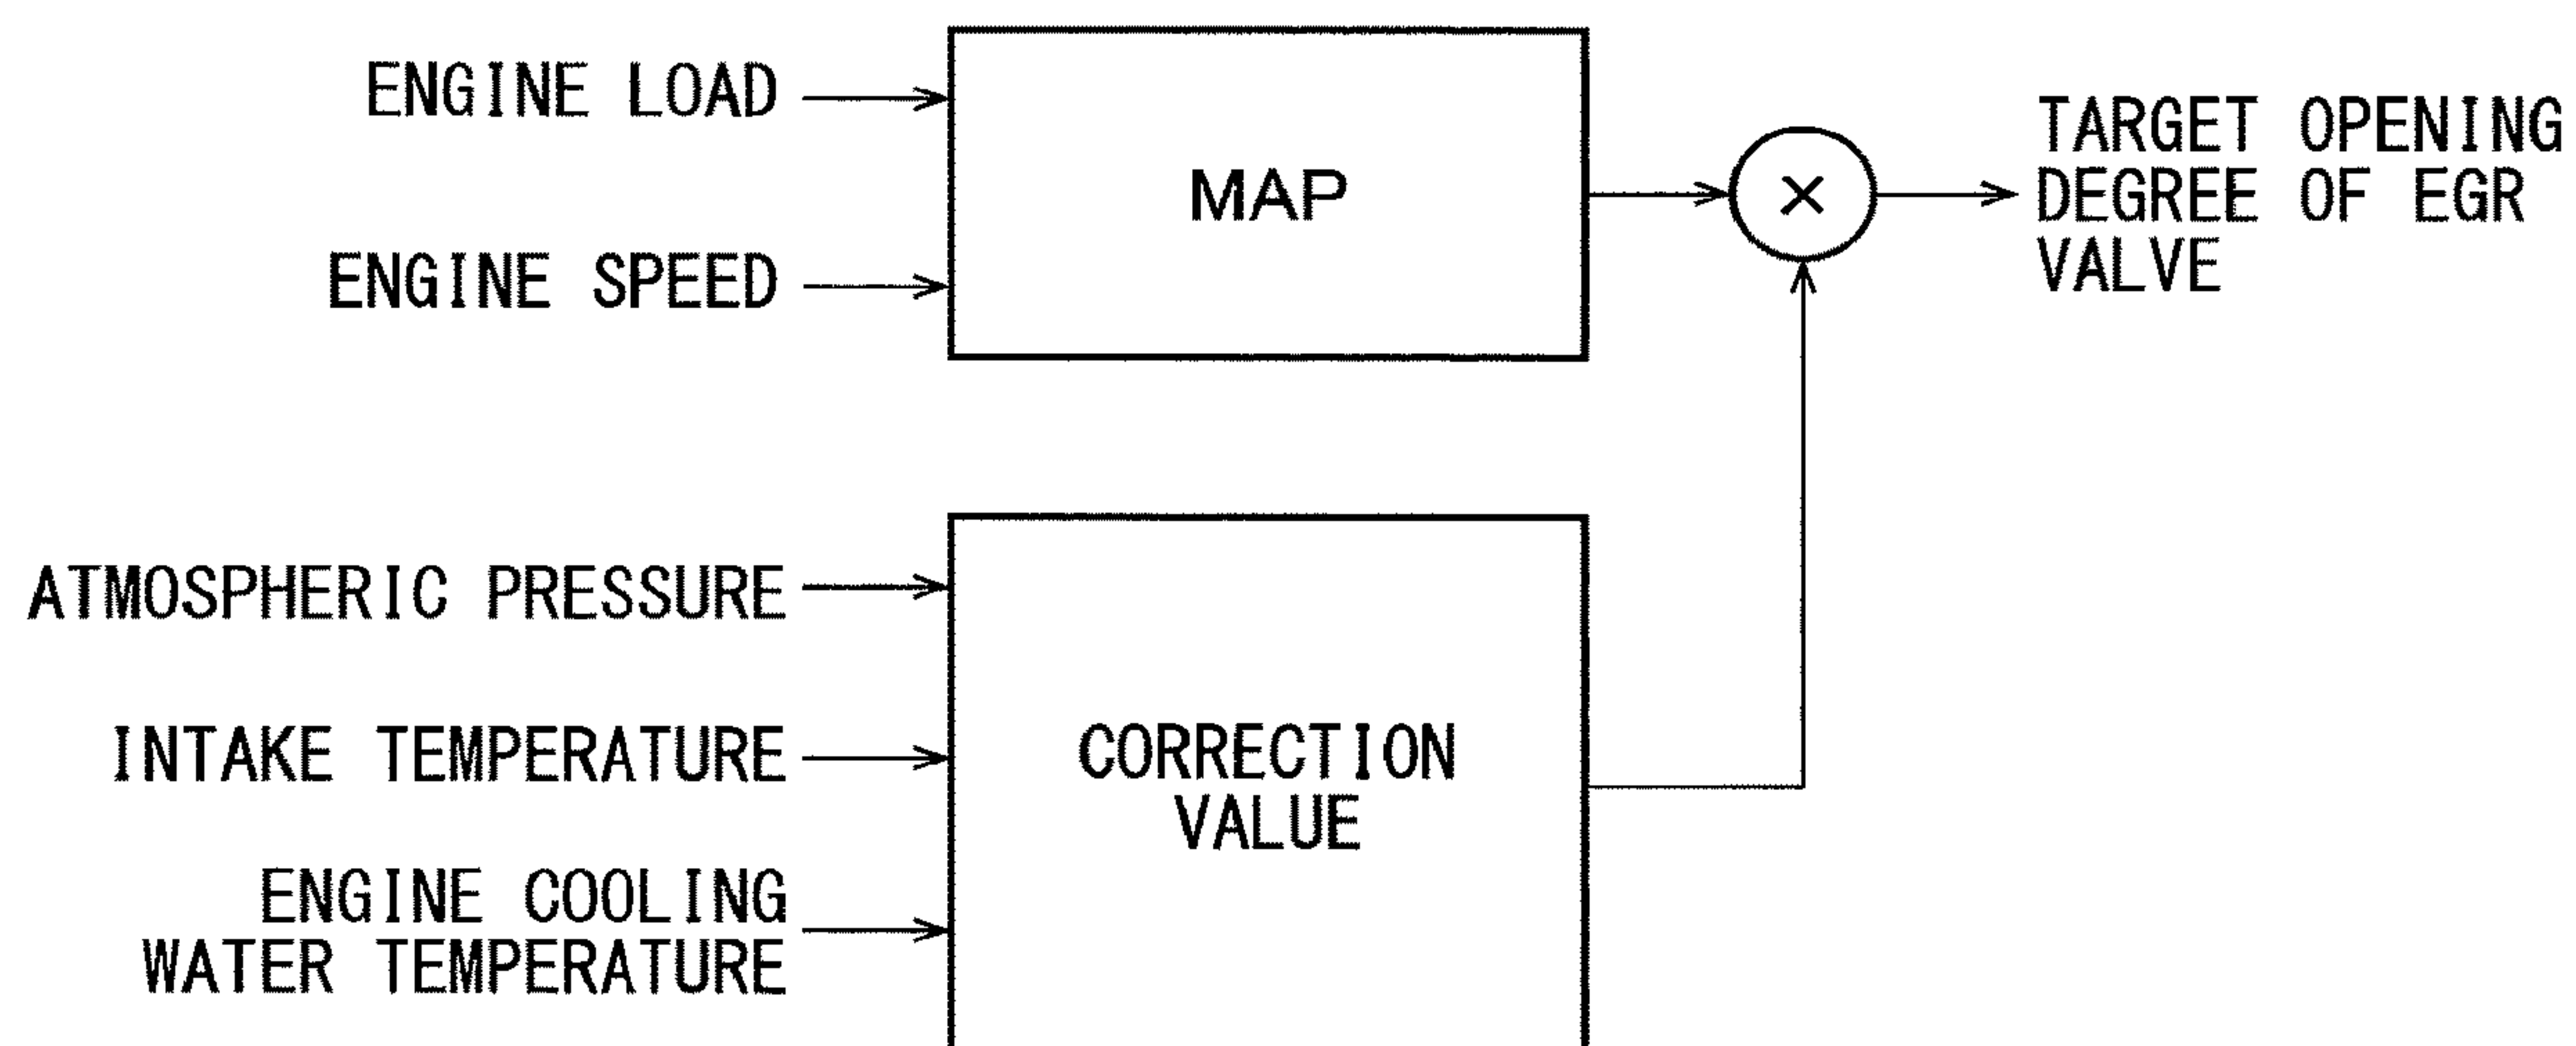 ENGINE LOAD
ENGINE SPEED
MAP
×
TARGET OPENING
DEGREE OF EGR
VALVE
ATMOSPHERIC PRESSURE
INTAKE TEMPERATURE
ENGINE COOLING
WATER TEMPERATURE
CORRECTION
VALUE